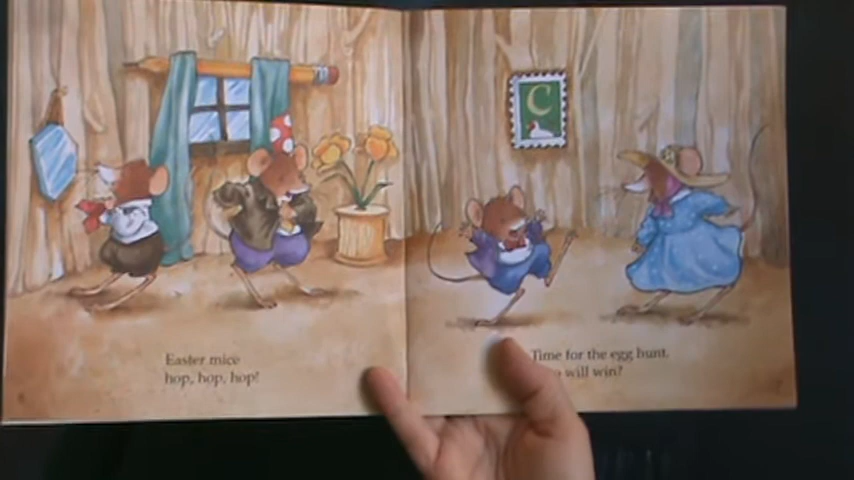 Easter mice
hop, hop, hop!
C
Time for the egg hunt.
will win?